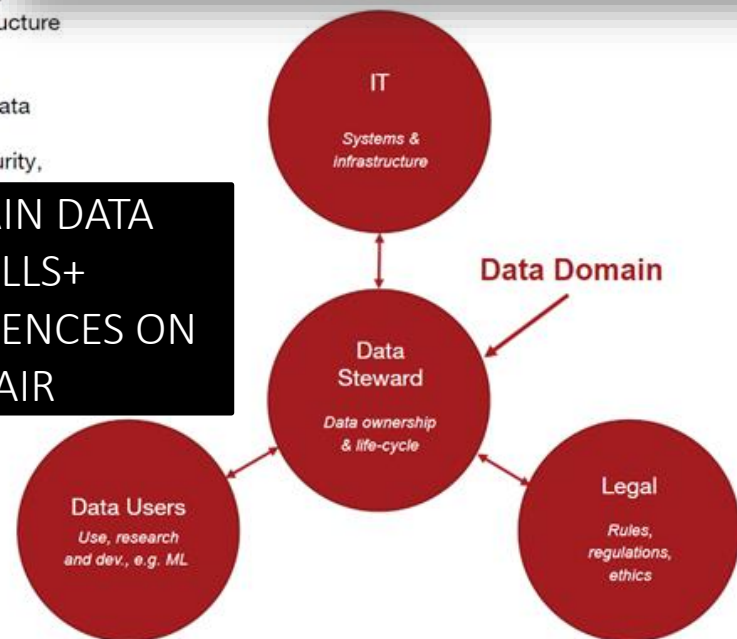 ucture
ata
urity,
AIN DATA
LLS+
ENCES ON
AIR
IT
Systems &
infrastructure
Data Domain
Data
Steward
Data ownership
& life-cycle
Data Users
Use, research
and dev., e.g. ML
Legal
Rules,
regulations,
ethics